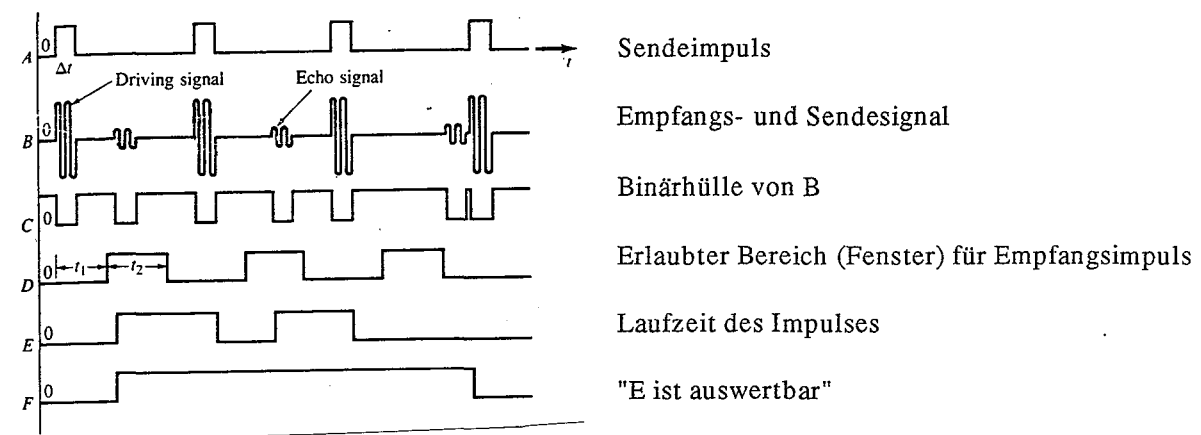 A 0 Δt t Sendeimpuls
Driving signal Echo signal
B 0 Empfangs- und Sendesignal
C 0 Binärhülle von B
D 0 t₁ t₂ Erlaubter Bereich (Fenster) für Empfangsimpuls
E 0 Laufzeit des Impulses
F 0 "E ist auswertbar"